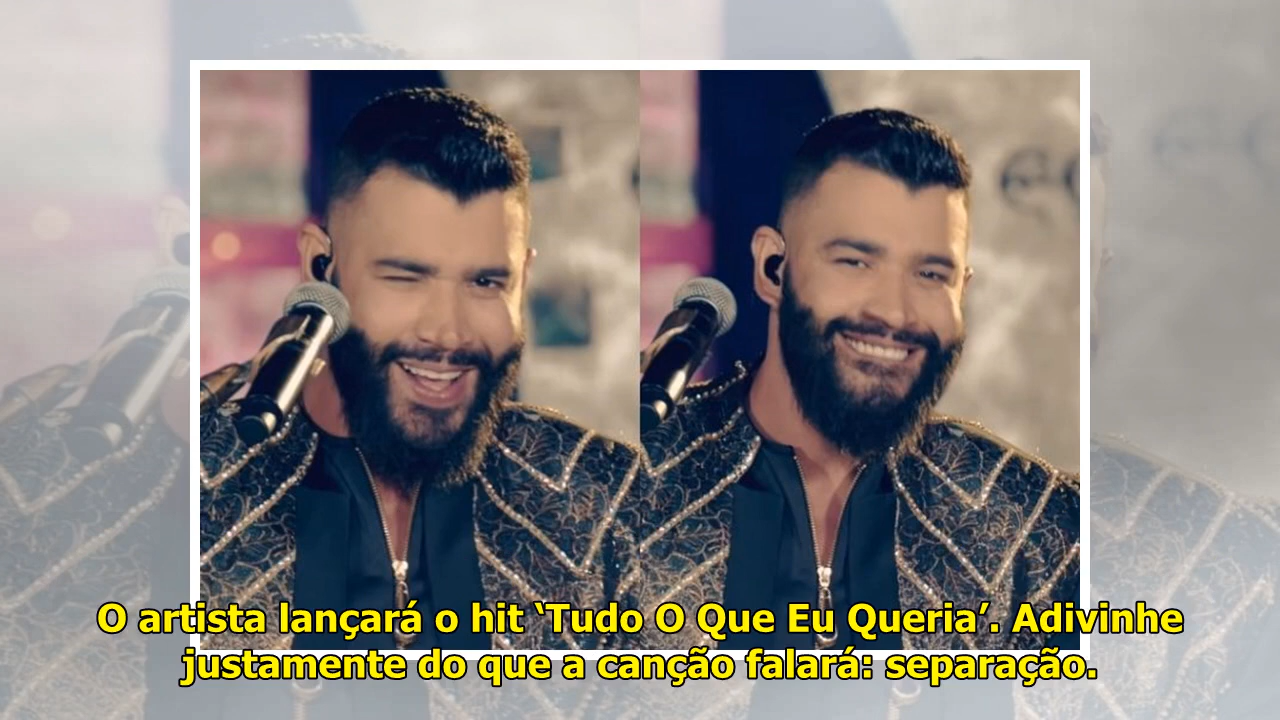 O artista lançará o hit ‘Tudo O Que Eu Queria’. Adivinhe
justamente do que a canção falará: separação.